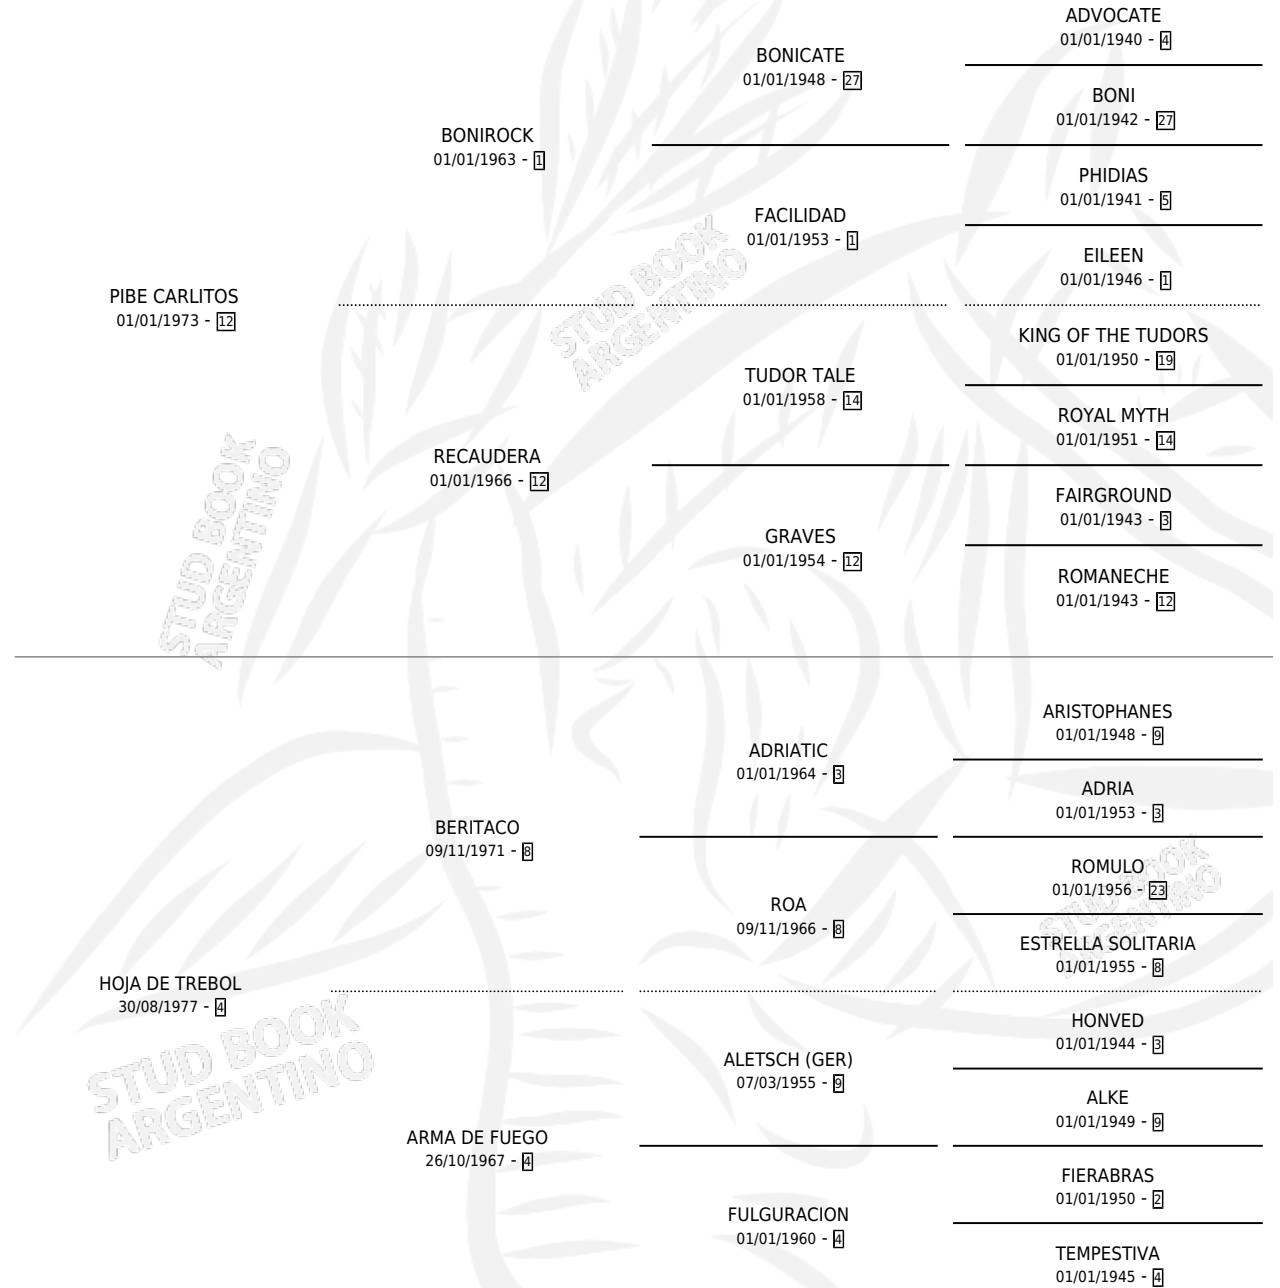 ADVOCATE
01/01/1940 - 4
BONICATE
01/01/1948 - 27
BONI
01/01/1942 - 27
BONIROCK
01/01/1963 - 1
PHIDIAS
01/01/1941 - 5
FACILIDAD
01/01/1953 - 1
EILEEN
01/01/1946 - 1
PIBE CARLITOS
01/01/1973 - 12
STUD BOOK
ARGENTINO
KING OF THE TUDORS
01/01/1950 - 19
TUDOR TALE
01/01/1958 - 14
ROYAL MYTH
01/01/1951 - 14
RECAUDERA
01/01/1966 - 12
FAIRGROUND
01/01/1943 - 3
GRAVES
01/01/1954 - 12
ROMANECHE
01/01/1943 - 12
STUD BOOK
ARGENTINO
ARISTOPHANES
01/01/1948 - 9
ADRIATIC
01/01/1964 - 3
ADRIA
01/01/1953 - 3
BERITACO
09/11/1971 - 8
ROMULO
01/01/1956 - 23
ROA
09/11/1966 - 8
STUD BOOK
ARGENTINO
ESTRELLA SOLITARIA
01/01/1955 - 8
HOJA DE TREBOL
30/08/1977 - 4
HONVED
01/01/1944 - 3
ALETSCH (GER)
07/03/1955 - 9
STUD BOOK
ARGENTINO
ALKE
01/01/1949 - 9
ARMA DE FUEGO
26/10/1967 - 4
FIERABRAS
01/01/1950 - 2
FULGURACION
01/01/1960 - 4
TEMPESTIVA
01/01/1945 - 4